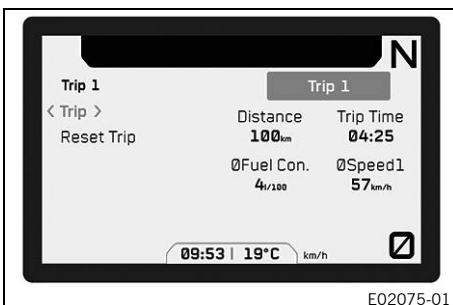 N
Trip 1
Trip 1
< Trip >
Reset Trip
Distance
Trip Time
100km
04:25
ØFuel Con.
ØSpeed1
4l/100
57km/h
09:53 | 19°C
km/h
0
E02075-01